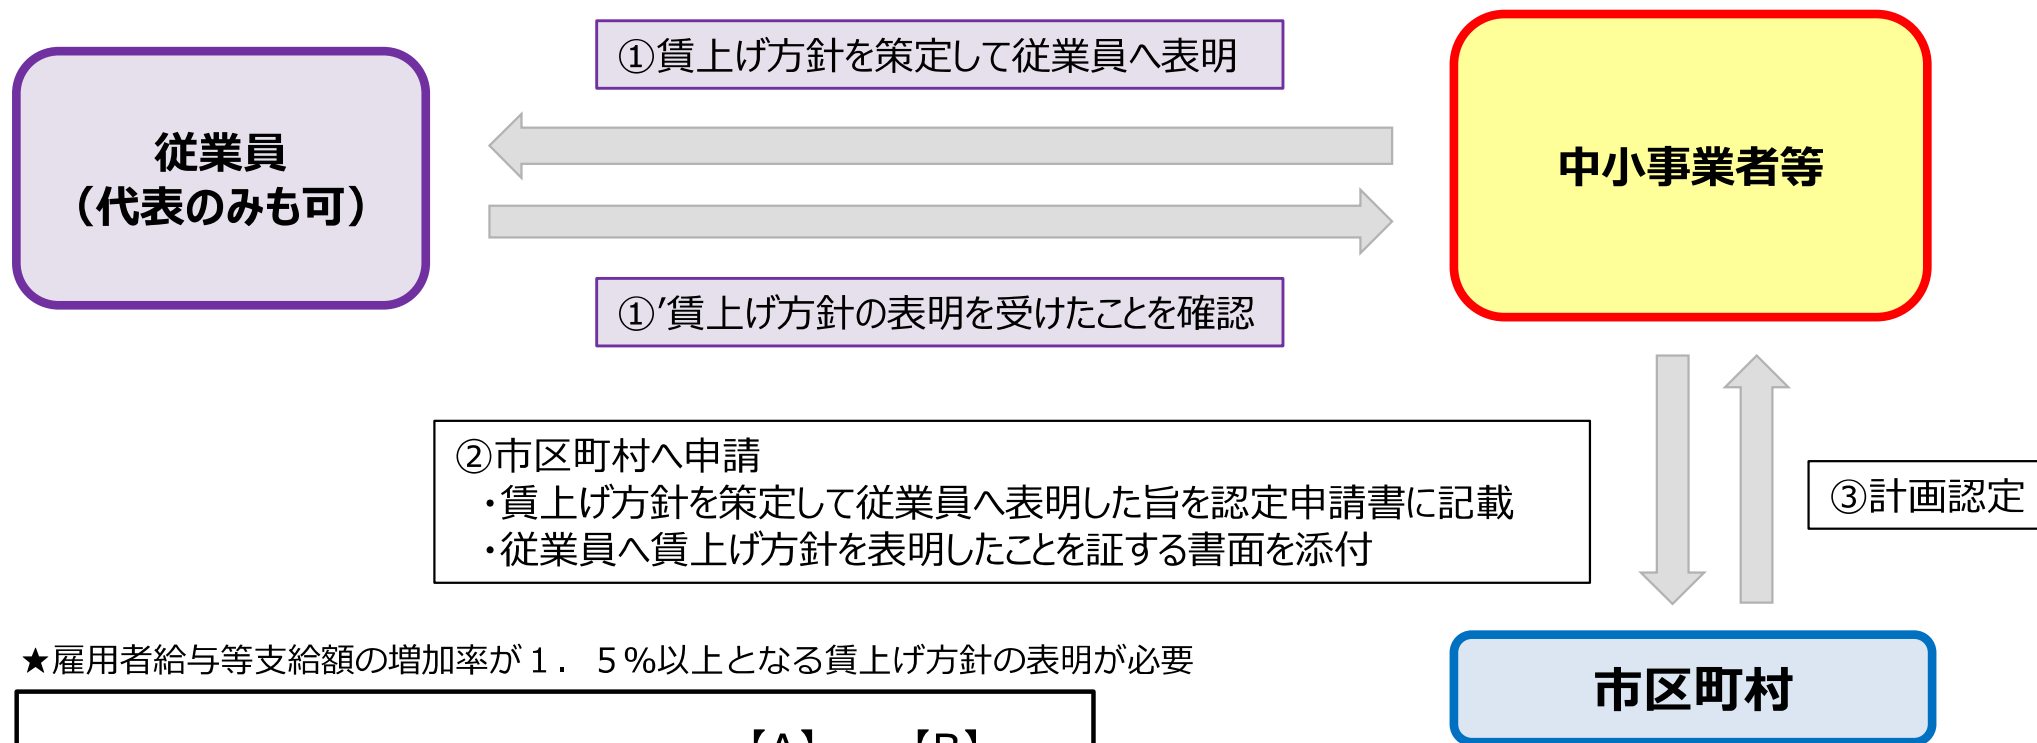 ①賃上げ方針を策定して従業員へ表明
従業員
（代表のみも可）
中小事業者等
①’賃上げ方針の表明を受けたことを確認
②市区町村へ申請
・賃上げ方針を策定して従業員へ表明した旨を認定申請書に記載
・従業員へ賃上げ方針を表明したことを証する書面を添付
③計画認定
★雇用者給与等支給額の増加率が１．５％以上となる賃上げ方針の表明が必要
市区町村
【A】 【B】